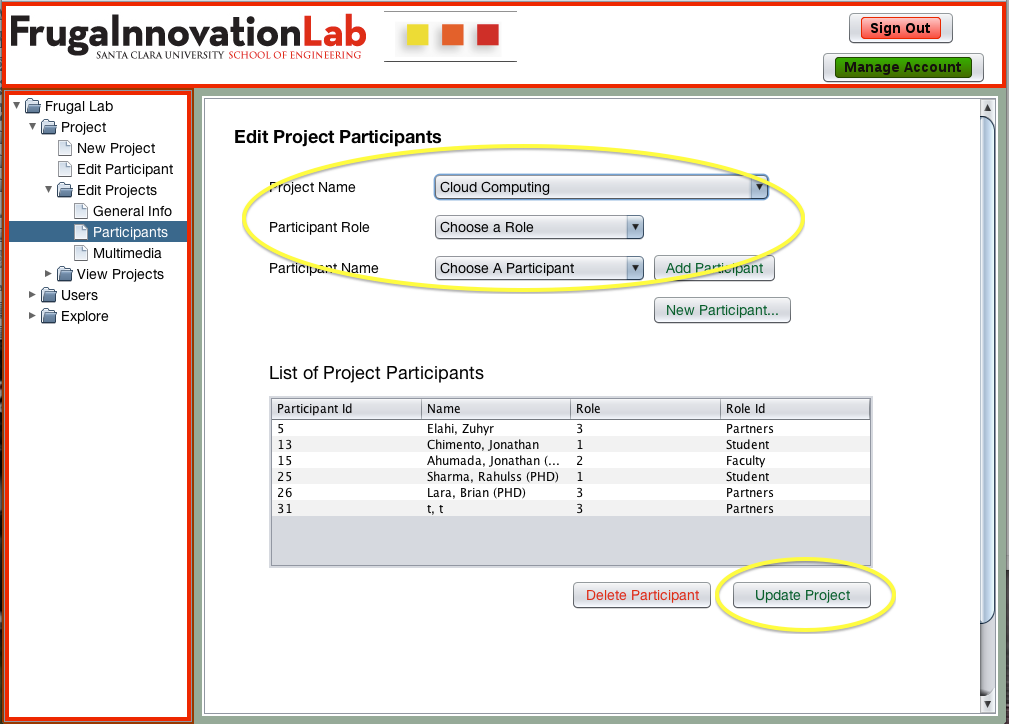 FrugalInnovationLab
SANTA CLARA UNIVERSITY SCHOOL OF ENGINEERING
Sign Out
Manage Account
Frugal Lab
Project
New Project
Edit Participant
Edit Projects
General Info
Participants
Multimedia
View Projects
Users
Explore
Edit Project Participants
Project Name Cloud Computing
Participant Role Choose a Role
Participant Name Choose A Participant Add Participant
New Participant...
List of Project Participants
Participant Id Name Role Role Id
5 Elahi, Zuhyr 3 Partners
13 Chimento, Jonathan 1 Student
15 Ahumada, Jonathan (... 2 Faculty
25 Sharma, Rahulss (PHD) 1 Student
26 Lara, Brian (PHD) 3 Partners
31 t, t 3 Partners
Delete Participant Update Project